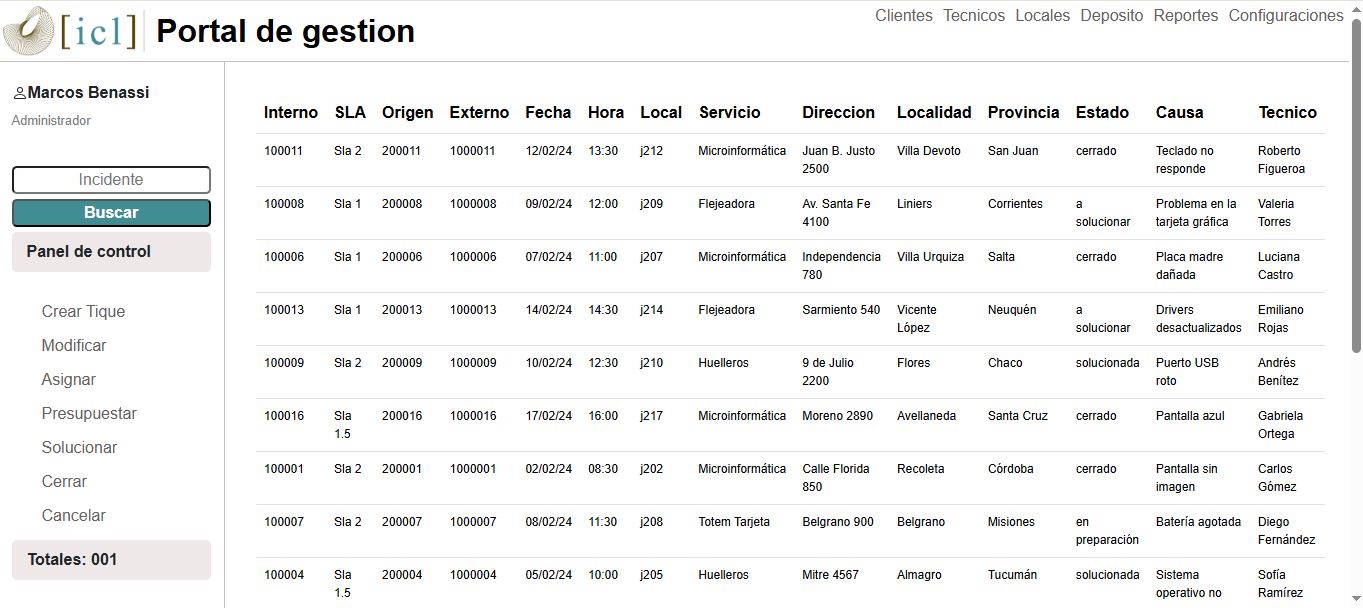 [icl] Portal de gestion
Clientes Tecnicos Locales Deposito Reportes Configuraciones
Marcos Benassi
Administrador
Incidente
Buscar
Panel de control
Crear Tique
Modificar
Asignar
Presupuestar
Solucionar
Cerrar
Cancelar
Totales: 001
Interno SLA Origen Externo Fecha Hora Local Servicio Direccion Localidad Provincia Estado Causa Tecnico
100011 Sla 2 200011 1000011 12/02/24 13:30 j212 Microinformática Juan B. Justo Villa Devoto San Juan cerrado Teclado no Roberto
2500 responde Figueroa
100008 Sla 1 200008 1000008 09/02/24 12:00 j209 Flejeadora Av. Santa Fe Liniers Corrientes a Problema en la Valeria
4100 solucionar tarjeta gráfica Torres
100006 Sla 1 200006 1000006 07/02/24 11:00 j207 Microinformática Independencia Villa Urquiza Salta cerrado Placa madre Luciana
780 dañada Castro
100013 Sla 1 200013 1000013 14/02/24 14:30 j214 Flejeadora Sarmiento 540 Vicente Neuquén a Drivers Emiliano
López solucionar desactualizados Rojas
100009 Sla 2 200009 1000009 10/02/24 12:30 j210 Huelleros 9 de Julio Flores Chaco solucionada Puerto USB Andrés
2200 roto Benítez
100016 Sla 200016 1000016 17/02/24 16:00 j217 Microinformática Moreno 2890 Avellaneda Santa Cruz cerrado Pantalla azul Gabriela
1.5 Ortega
100001 Sla 2 200001 1000001 02/02/24 08:30 j202 Microinformática Calle Florida Recoleta Córdoba cerrado Pantalla sin Carlos
850 imagen Gómez
100007 Sla 2 200007 1000007 08/02/24 11:30 j208 Totem Tarjeta Belgrano 900 Belgrano Misiones en Batería agotada Diego
preparación Fernández
100004 Sla 200004 1000004 05/02/24 10:00 j205 Huelleros Mitre 4567 Almagro Tucumán solucionada Sistema Sofía
1.5 operativo no Ramírez